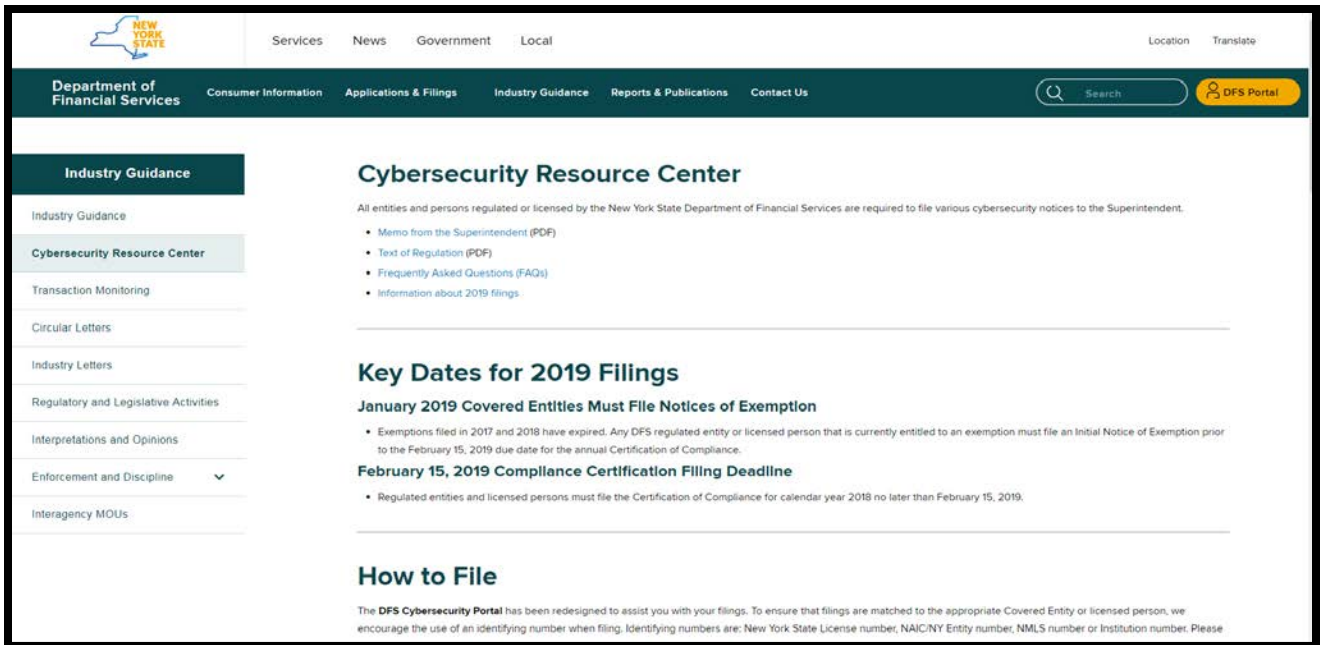 NEW
YORK
STATE
Services News Government Local
Location Translate
Department of
Financial Services
Consumer Information Applications & Filings Industry Guidance Reports & Publications Contact Us
Search
DFS Portal
Industry Guidance
Industry Guidance
Cybersecurity Resource Center
Transaction Monitoring
Circular Letters
Industry Letters
Regulatory and Legislative Activities
Interpretations and Opinions
Enforcement and Discipline
Interagency MOUs
Cybersecurity Resource Center
All entities and persons regulated or licensed by the New York State Department of Financial Services are required to file various cybersecurity notices to the Superintendent.
• Memo from the Superintendent (PDF)
• Text of Regulation (PDF)
• Frequently Asked Questions (FAQs)
• Information about 2019 filings
Key Dates for 2019 Filings
January 2019 Covered Entities Must File Notices of Exemption
• Exemptions filed in 2017 and 2018 have expired. Any DFS regulated entity or licensed person that is currently entitled to an exemption must file an Initial Notice of Exemption prior
to the February 15, 2019 due date for the annual Certification of Compliance.
February 15, 2019 Compliance Certification Filing Deadline
• Regulated entities and licensed persons must file the Certification of Compliance for calendar year 2018 no later than February 15, 2019.
How to File
The DFS Cybersecurity Portal has been redesigned to assist you with your filings. To ensure that filings are matched to the appropriate Covered Entity or licensed person, we
encourage the use of an identifying number when filing. Identifying numbers are: New York State License number, NAIC/NY Entity number, NMLS number or Institution number. Please